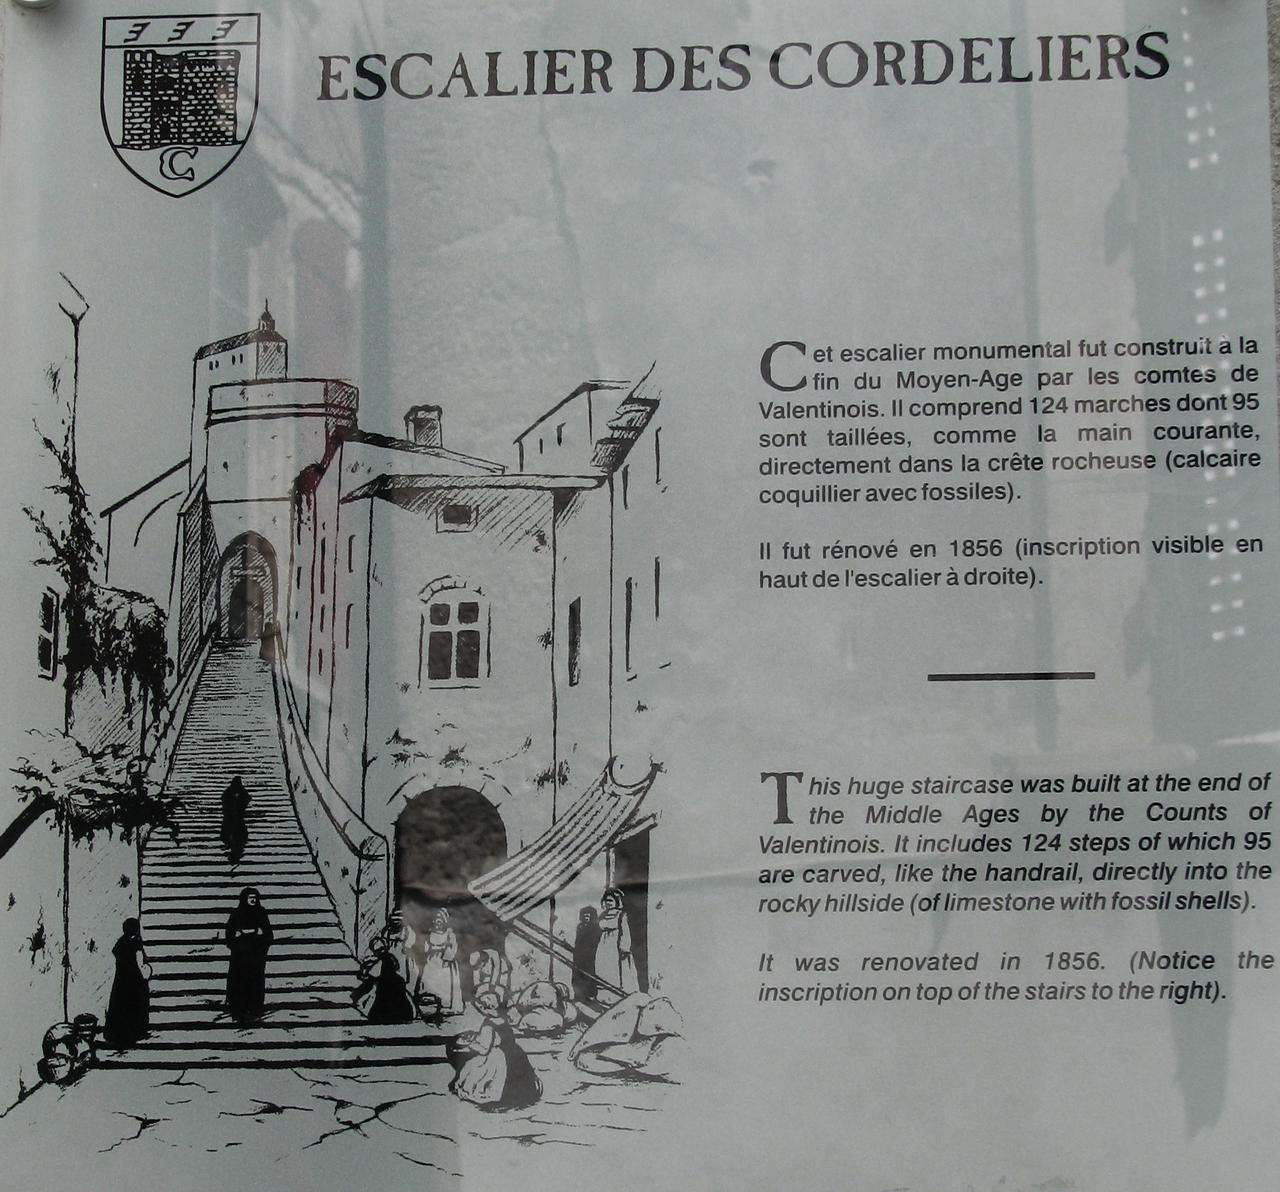 ESCALIER DES CORDELIERS
C
Cet escalier monumental fut construit à la
fin du Moyen-Age par les comtes de
Valentinois. Il comprend 124 marches dont 95
sont taillées, comme la main courante,
directement dans la crête rocheuse (calcaire
coquillier avec fossiles).
Il fut rénové en 1856 (inscription visible en
haut de l'escalier à droite).
This huge staircase was built at the end of
the Middle Ages by the Counts of
Valentinois. It includes 124 steps of which 95
are carved, like the handrail, directly into the
rocky hillside (of limestone with fossil shells).
It was renovated in 1856. (Notice the
inscription on top of the stairs to the right).